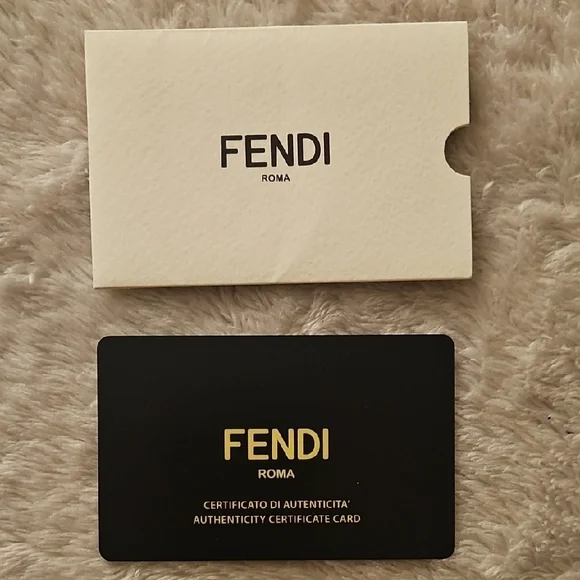 FENDI
ROMA
FENDI
ROMA
CERTIFICATO DI AUTENTICITA'
AUTHENTICITY CERTIFICATE CARD